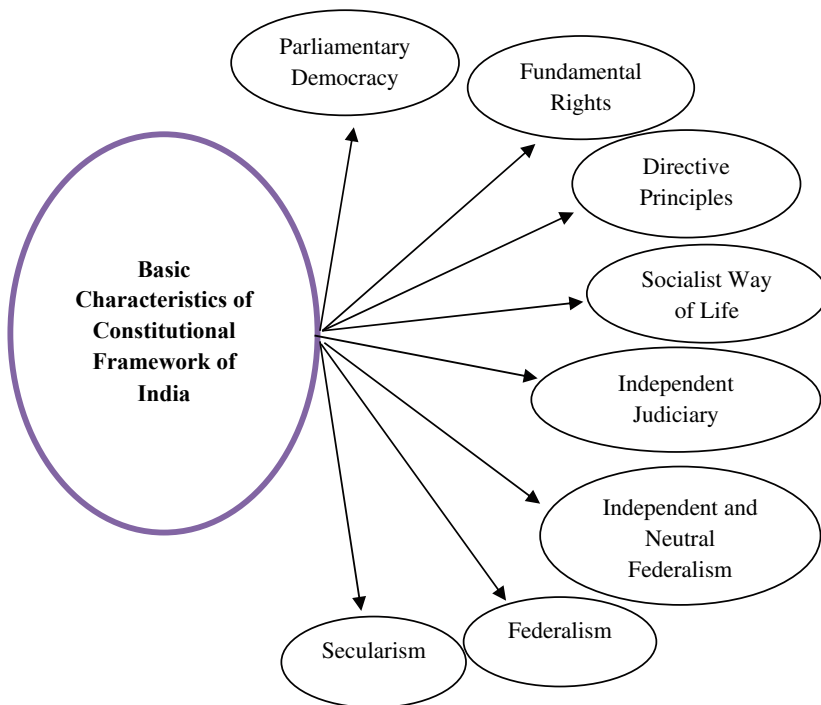 Parliamentary
Democracy
Fundamental
Rights
Directive
Principles
Socialist Way
of Life
Basic
Characteristics of
Constitutional
Framework of
India
Independent
Judiciary
Independent and
Neutral
Federalism
Federalism
Secularism